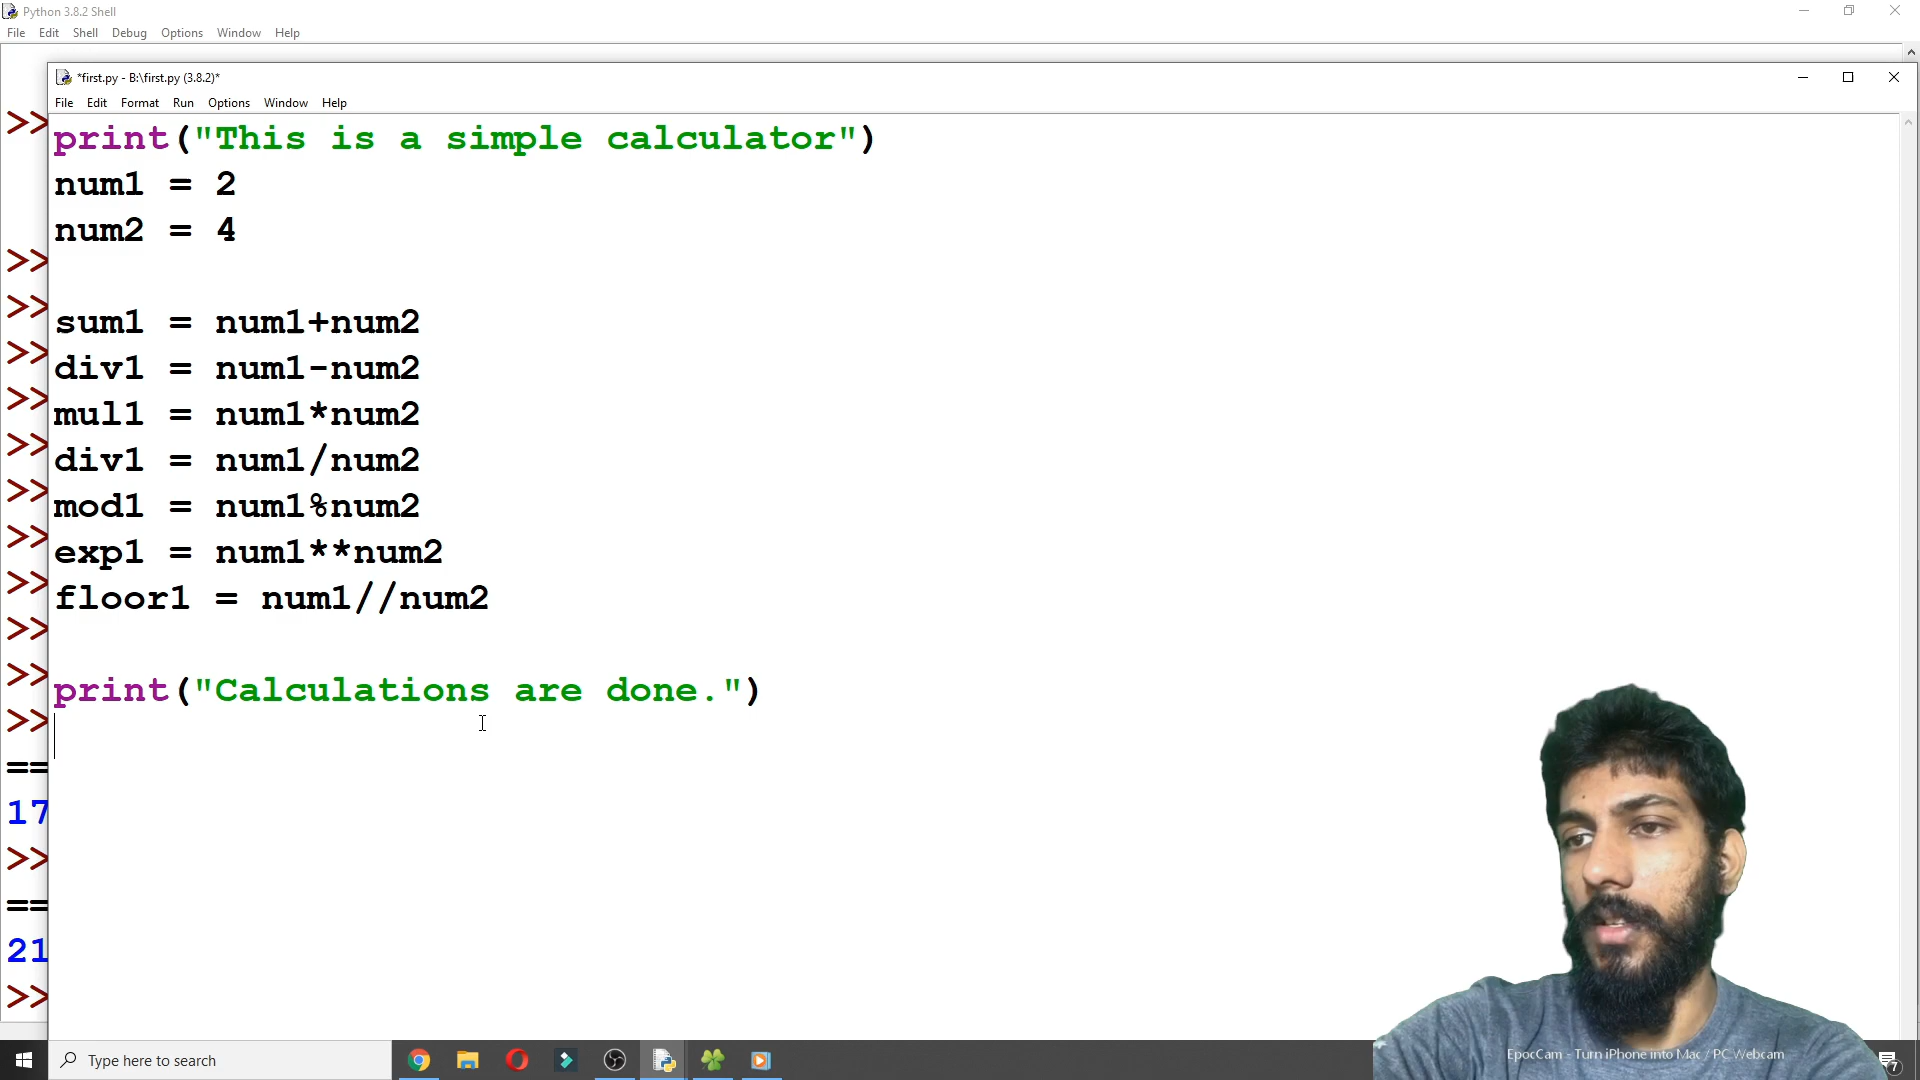 Python 3.8.2 Shell
File Edit Shell Debug Options Window Help
*first.py - B:\first.py (3.8.2)*
File Edit Format Run Options Window Help
>>
print("This is a simple calculator")
num1 = 2
num2 = 4
>>
>>
sum1 = num1+num2
>>
div1 = num1-num2
>>
mul1 = num1*num2
>>
div1 = num1/num2
>>
mod1 = num1%num2
>>
exp1 = num1**num2
>>
floor1 = num1//num2
>>
>>
print("Calculations are done.")
>>
==
17
>>
==
21
>>
Type here to search
EpocCam - Turn iPhone into Mac / PC Webcam
7